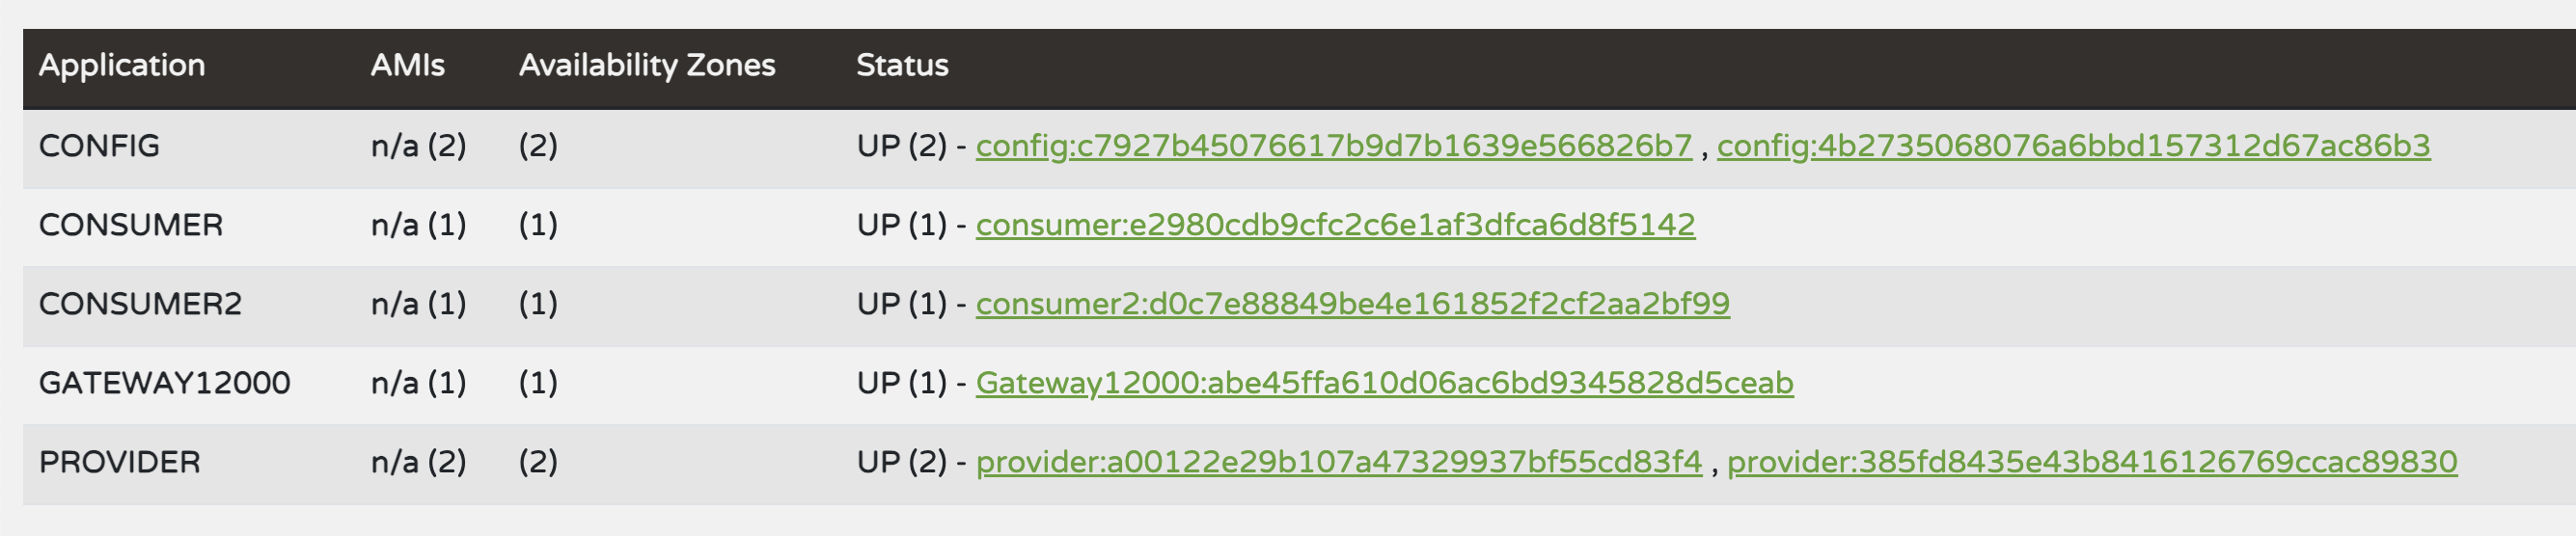 Application AMIs Availability Zones Status
CONFIG n/a (2) (2) UP (2) - config:c7927b45076617b9d7b1639e566826b7 , config:4b2735068076a6bbd157312d67ac86b3
CONSUMER n/a (1) (1) UP (1) - consumer:e2980cdb9cfc2c6e1af3dfca6d8f5142
CONSUMER2 n/a (1) (1) UP (1) - consumer2:d0c7e88849be4e161852f2cf2aa2bf99
GATEWAY12000 n/a (1) (1) UP (1) - Gateway12000:abe45ffa610d06ac6bd9345828d5ceab
PROVIDER n/a (2) (2) UP (2) - provider:a00122e29b107a47329937bf55cd83f4 , provider:385fd8435e43b8416126769ccac89830